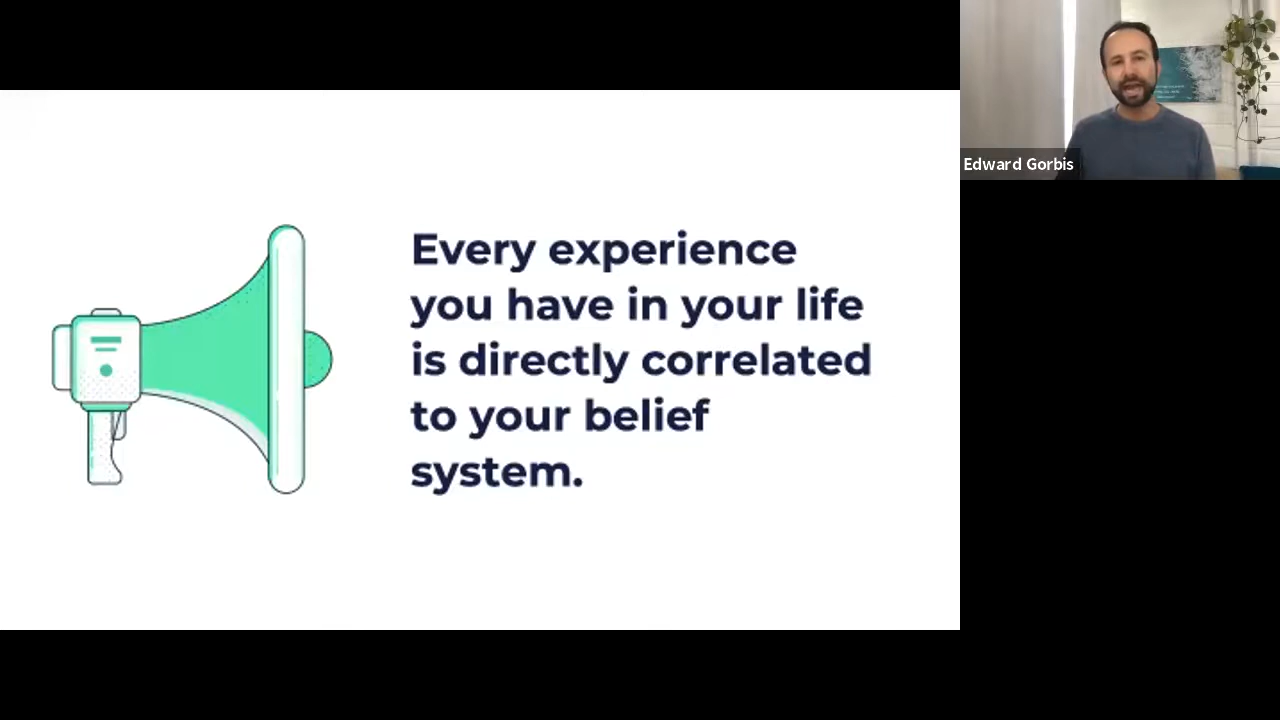 Every experience
you have in your life
is directly correlated
to your belief
system.
Edward Gorbis